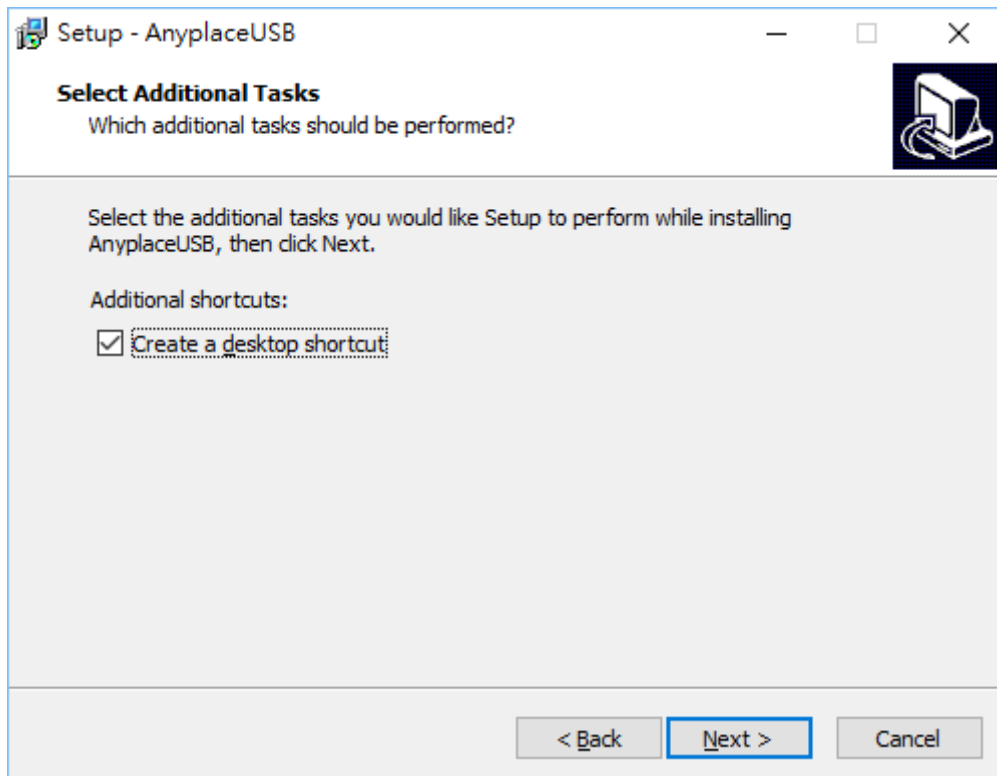 Setup - AnyplaceUSB
Select Additional Tasks
Which additional tasks should be performed?
Select the additional tasks you would like Setup to perform while installing
AnyplaceUSB, then click Next.
Additional shortcuts:
Create a desktop shortcut
< Back
Next >
Cancel